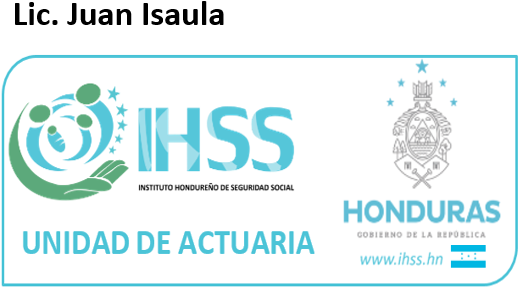 Lic. Juan Isaula
IHSS
INSTITUTO HONDUREÑO DE SEGURIDAD SOCIAL
UNIDAD DE ACTUARIA
HONDURAS
GOBIERNO DE LA REPÚBLICA
www.ihss.hn